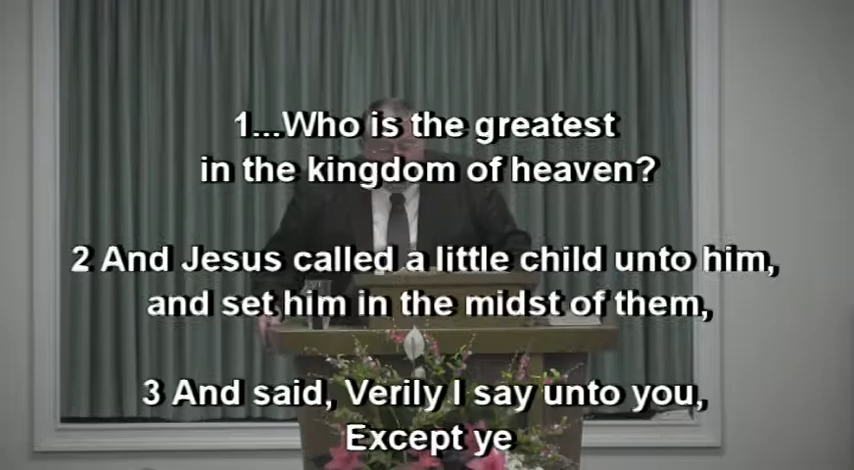 1...Who is the greatest
in the kingdom of heaven?
2 And Jesus called a little child unto him,
and set him in the midst of them,
3 And said, Verily I say unto you,
Except ye